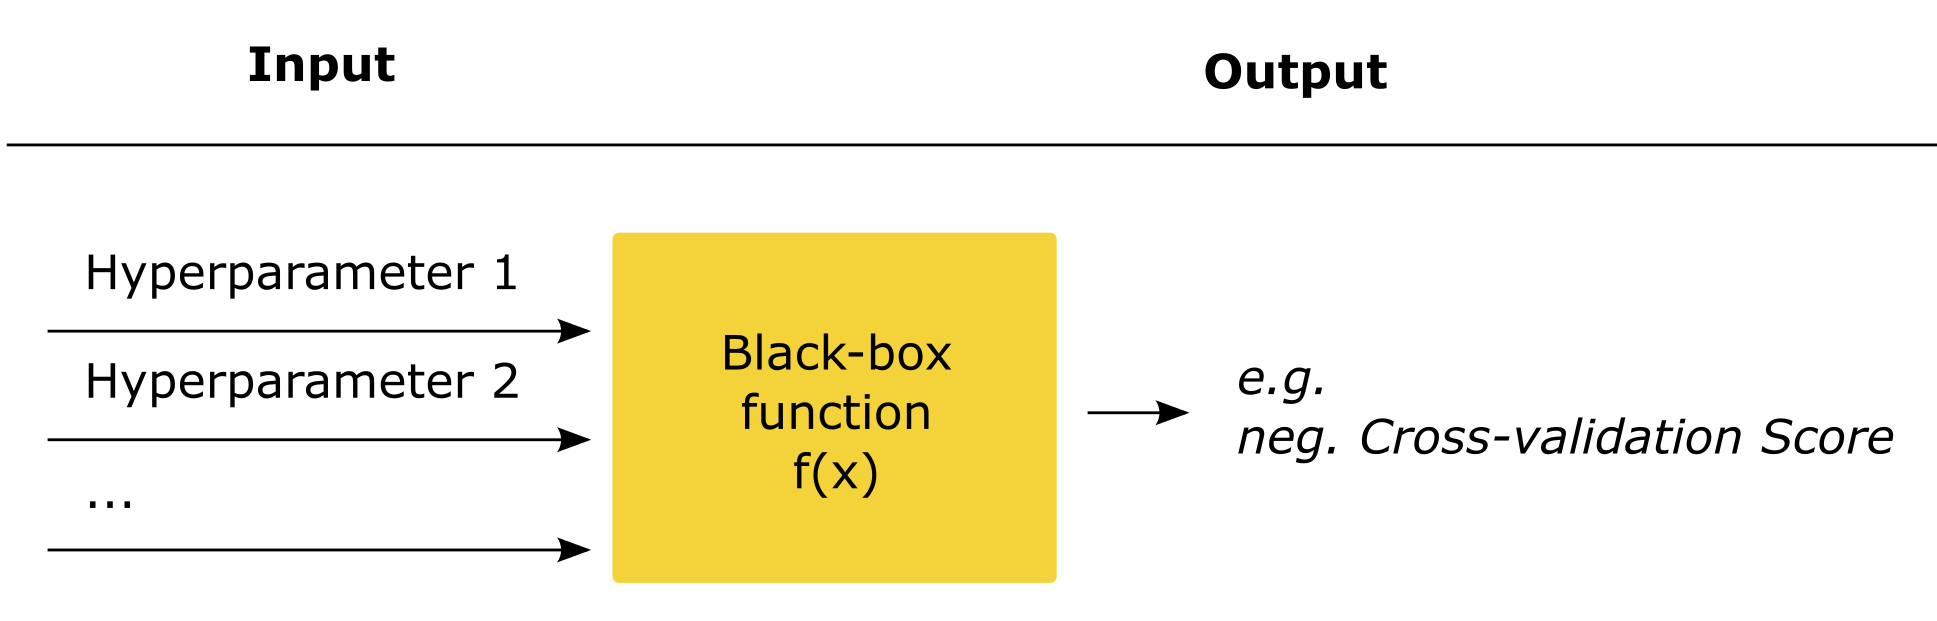 Input
Output
Hyperparameter 1
Hyperparameter 2
...
Black-box
function
f(x)
e.g.
neg. Cross-validation Score